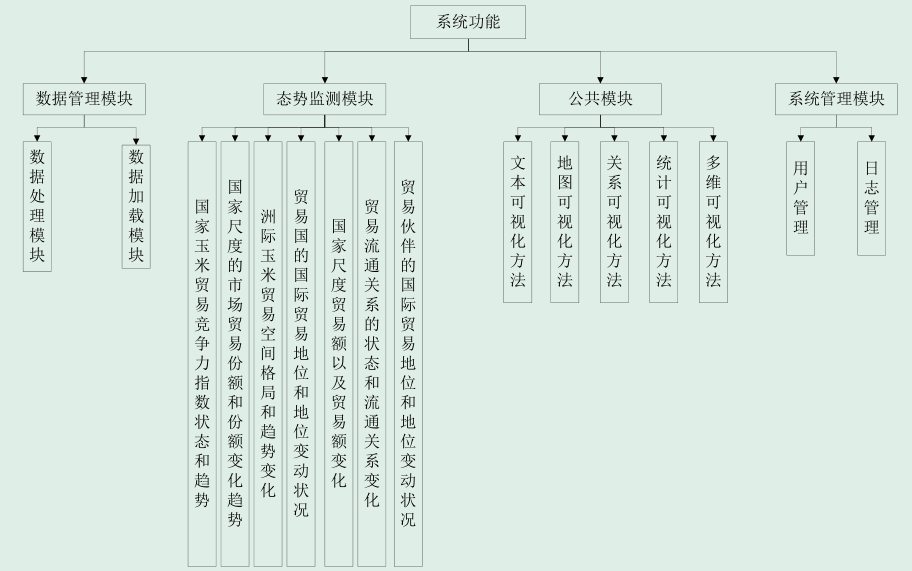 系统功能
数据管理模块
态势监测模块
公共模块
系统管理模块
数据处理模块
数据加载模块
国家玉米贸易竞争力指数状态和趋势
国家尺度的市场贸易份额和份额变化趋势
洲际玉米贸易空间格局和趋势变化
贸易国的国际贸易地位和地位变动状况
国家尺度贸易额以及贸易额变化
贸易流通关系的状态和流通关系变化
贸易伙伴的国际贸易地位和地位变动状况
文本可视化方法
地图可视化方法
关系可视化方法
统计可视化方法
多维可视化方法
用户管理
日志管理